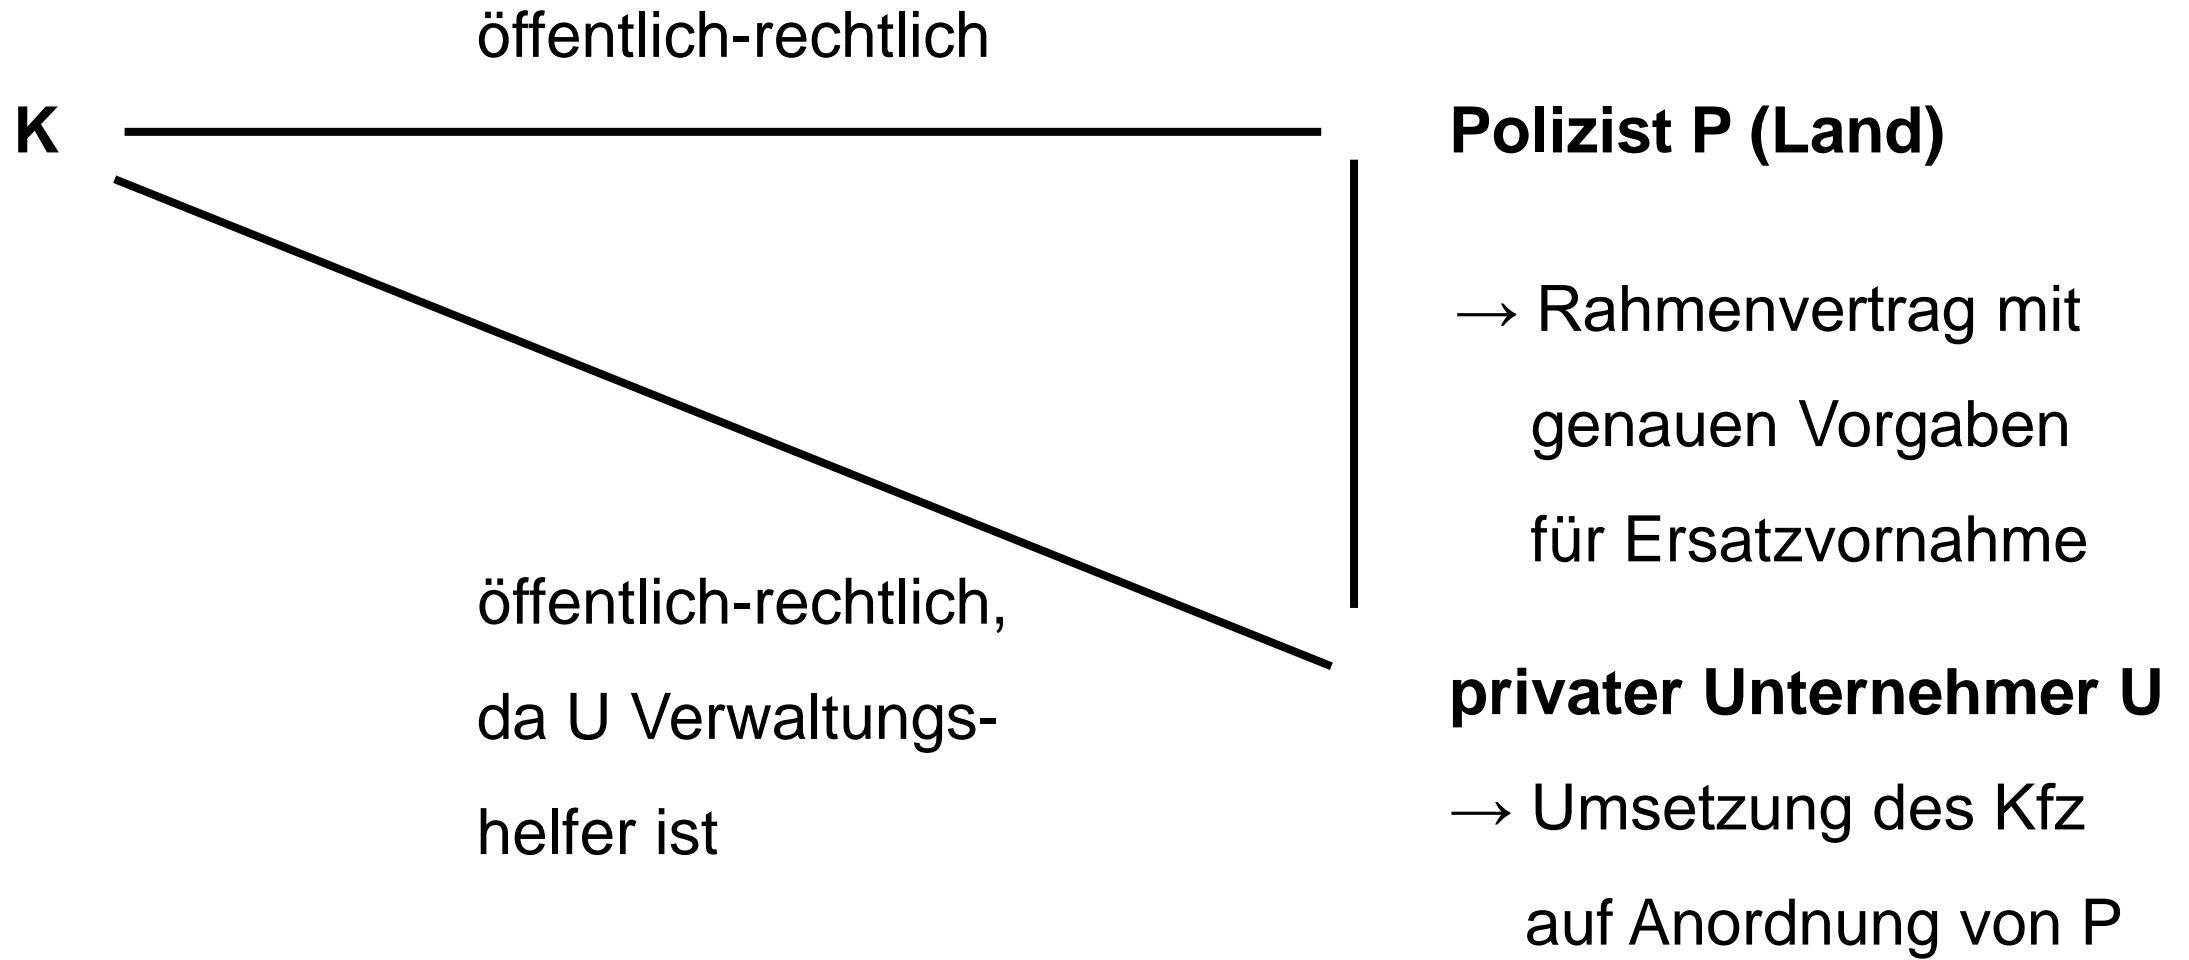 öffentlich-rechtlich
K
Polizist P (Land)
→ Rahmenvertrag mit
genauen Vorgaben
für Ersatzvornahme
öffentlich-rechtlich,
da U Verwaltungs-
helfer ist
privater Unternehmer U
→ Umsetzung des Kfz
auf Anordnung von P